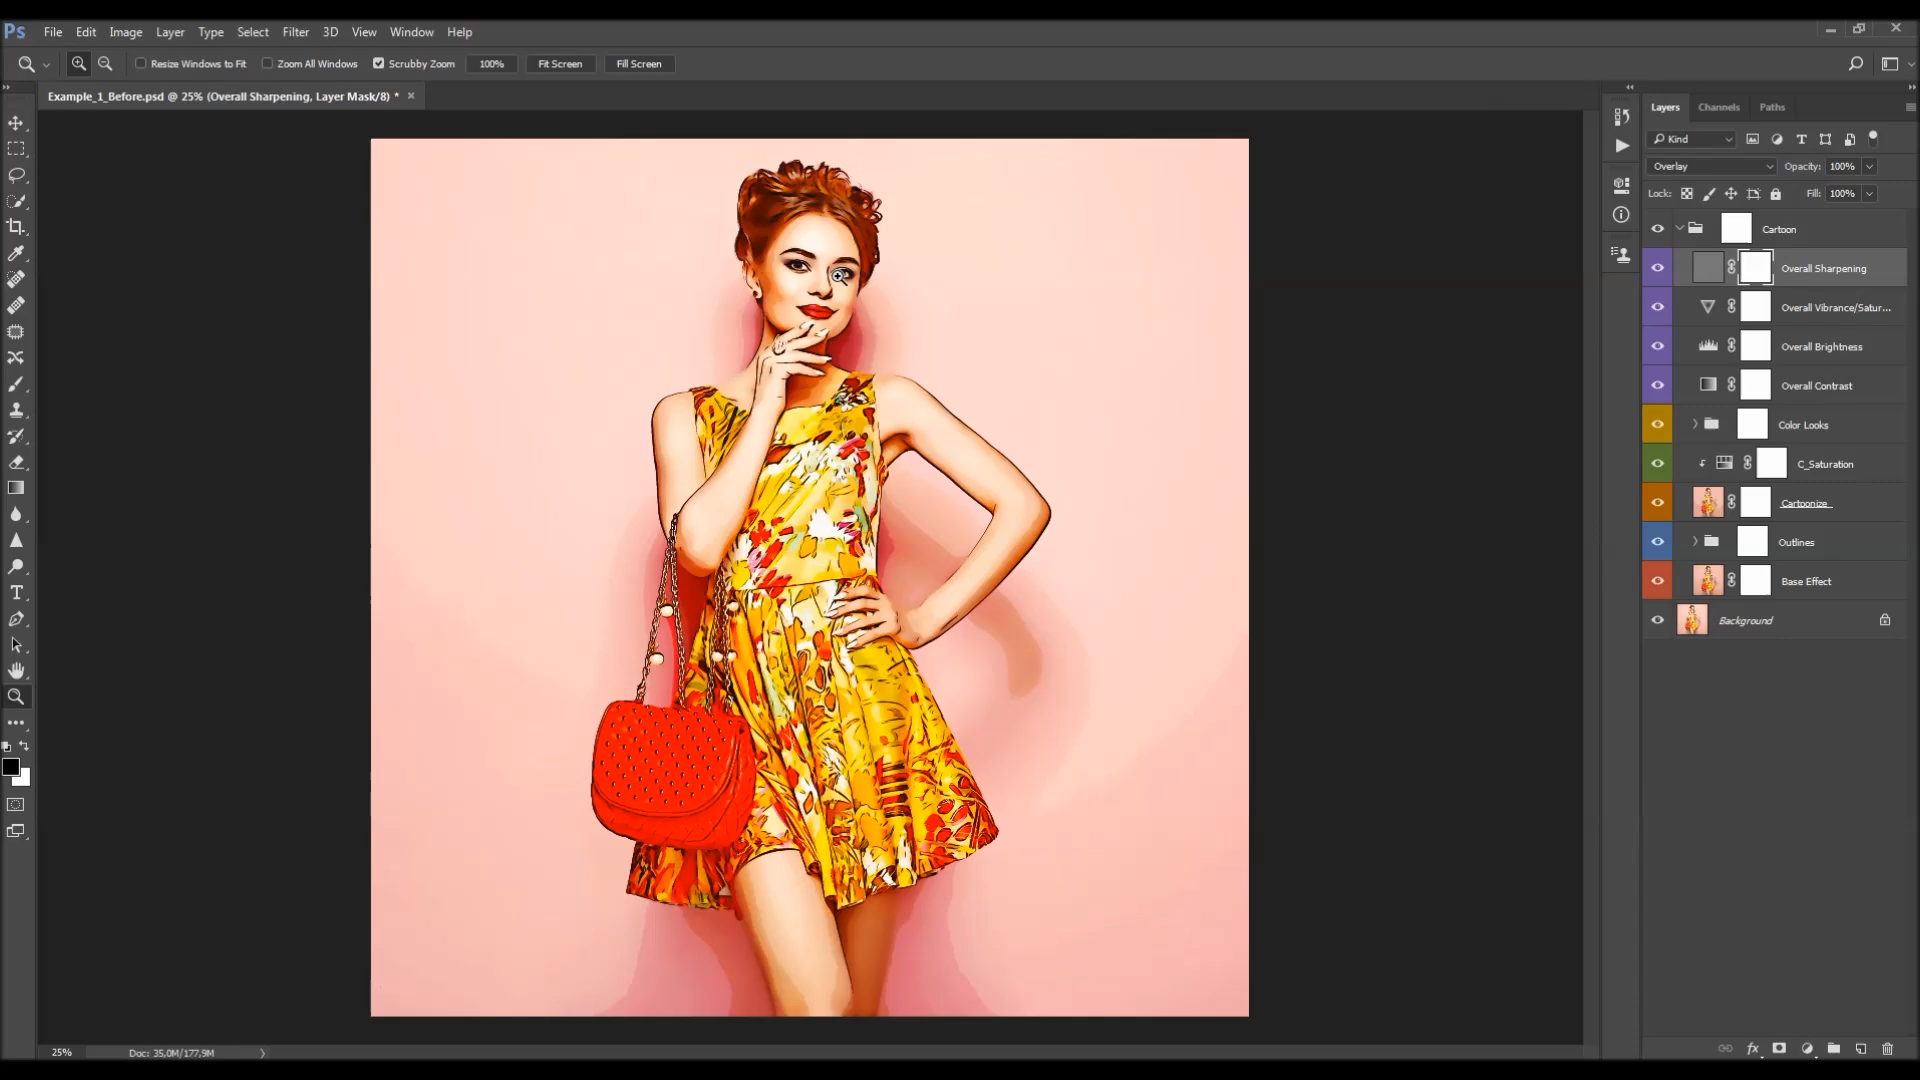 Ps File Edit Image Layer Type Select Filter 3D View Window Help
Resize Windows to Fit Zoom All Windows Scrubby Zoom 100% Fit Screen Fill Screen
Example_1_Before.psd @ 25% (Overall Sharpening, Layer Mask/8) *
Layers Channels Paths
Kind
Overlay Opacity: 100%
Lock: Fill: 100%
Cartoon
Overall Sharpening
Overall Vibrance/Satur...
Overall Brightness
Overall Contrast
Color Looks
C_Saturation
Cartoonize
Outlines
Base Effect
Background
25% Doc: 35,0M/177,9M